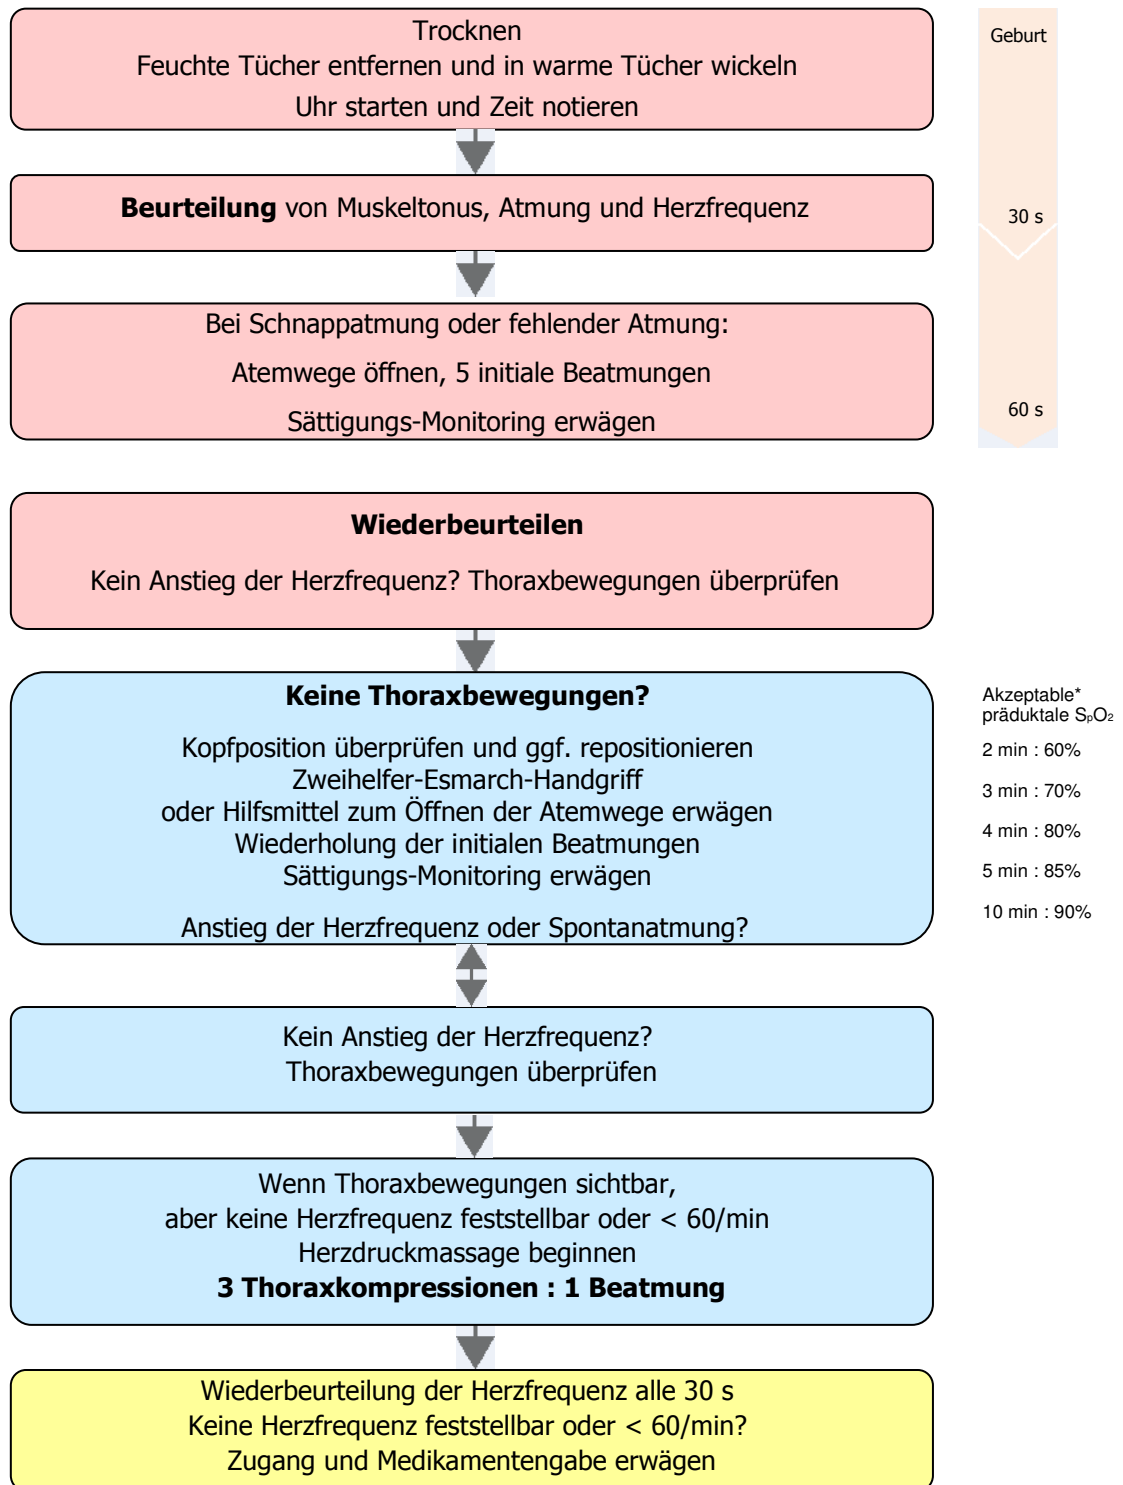 Trocknen
Feuchte Tücher entfernen und in warme Tücher wickeln
Uhr starten und Zeit notieren
Geburt
Beurteilung von Muskeltonus, Atmung und Herzfrequenz
30 s
Bei Schnappatmung oder fehlender Atmung:
Atemwege öffnen, 5 initiale Beatmungen
Sättigungs-Monitoring erwägen
60 s
Wiederbeurteilen
Kein Anstieg der Herzfrequenz? Thoraxbewegungen überprüfen
Keine Thoraxbewegungen?
Kopfposition überprüfen und ggf. repositionieren
Zweihelfer-Esmarch-Handgriff
oder Hilfsmittel zum Öffnen der Atemwege erwägen
Wiederholung der initialen Beatmungen
Sättigungs-Monitoring erwägen
Anstieg der Herzfrequenz oder Spontanatmung?
Akzeptable*
präduktale SpO2
2 min : 60%
3 min : 70%
4 min : 80%
5 min : 85%
10 min : 90%
Kein Anstieg der Herzfrequenz?
Thoraxbewegungen überprüfen
Wenn Thoraxbewegungen sichtbar,
aber keine Herzfrequenz feststellbar oder < 60/min
Herzdruckmassage beginnen
3 Thoraxkompressionen : 1 Beatmung
Wiederbeurteilung der Herzfrequenz alle 30 s
Keine Herzfrequenz feststellbar oder < 60/min?
Zugang und Medikamentengabe erwägen